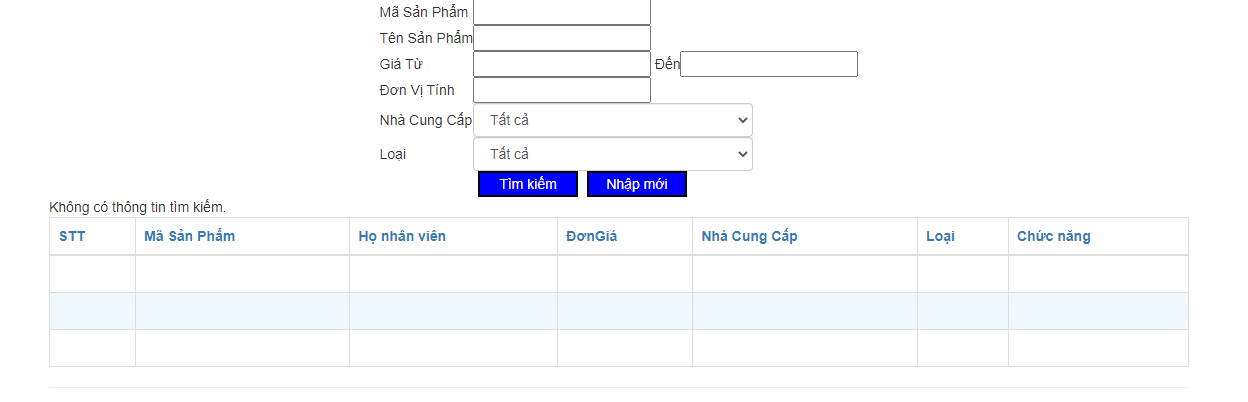 Mã Sản Phẩm
Tên Sản Phẩm
Giá Từ Đến
Đơn Vị Tính
Nhà Cung Cấp Tất cả
Loại Tất cả
Tìm kiếm Nhập mới
Không có thông tin tìm kiếm.
STT Mã Sản Phẩm Họ nhân viên ĐơnGiá Nhà Cung Cấp Loại Chức năng